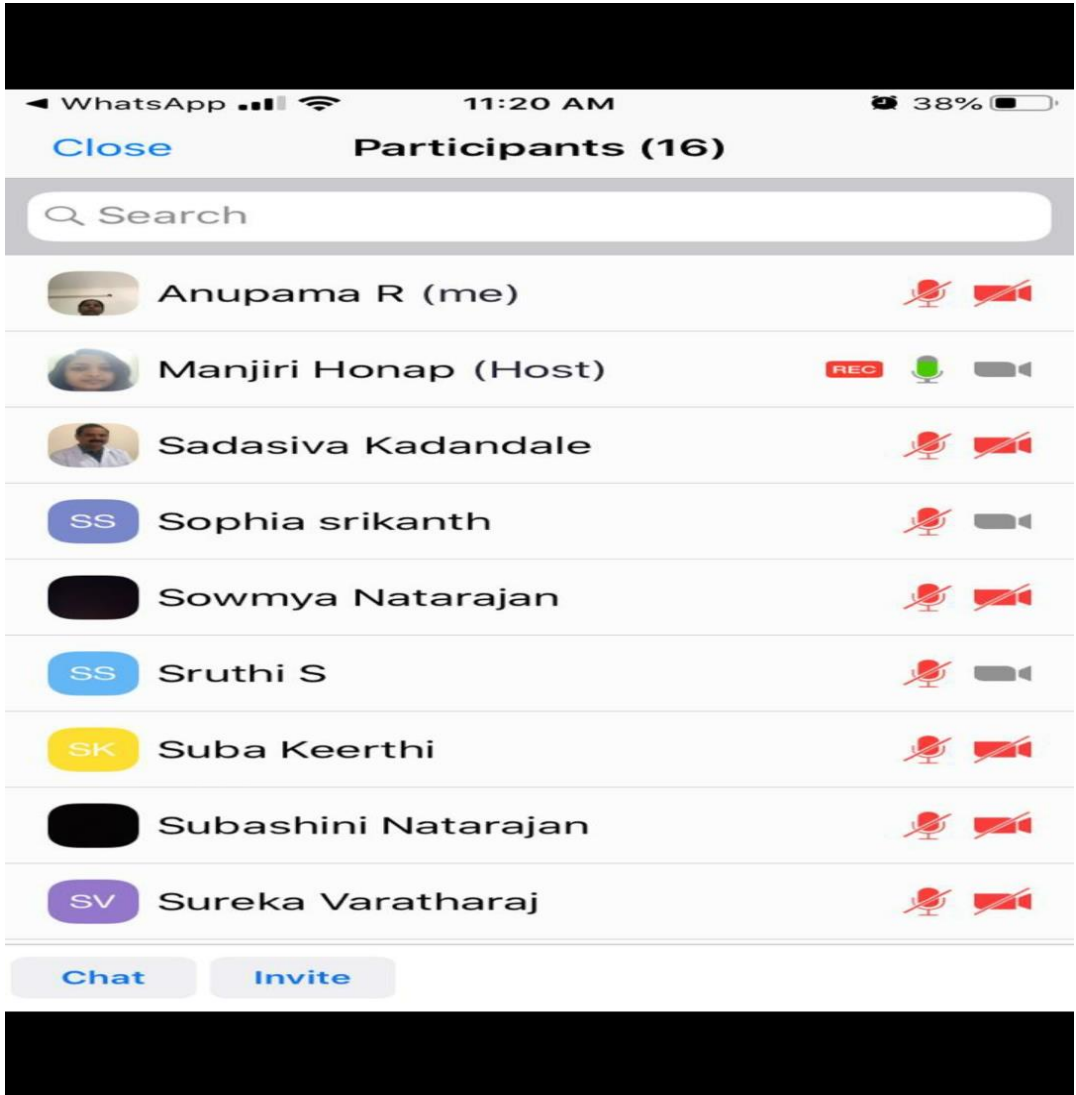 WhatsApp 11:20 AM 38%
Close Participants (16)
Search
Anupama R (me)
Manjiri Honap (Host) REC
Sadasiva Kadandale
SS Sophia srikanth
Sowmya Natarajan
SS Sruthi S
SK Suba Keerthi
Subashini Natarajan
SV Sureka Varatharaj
Chat Invite